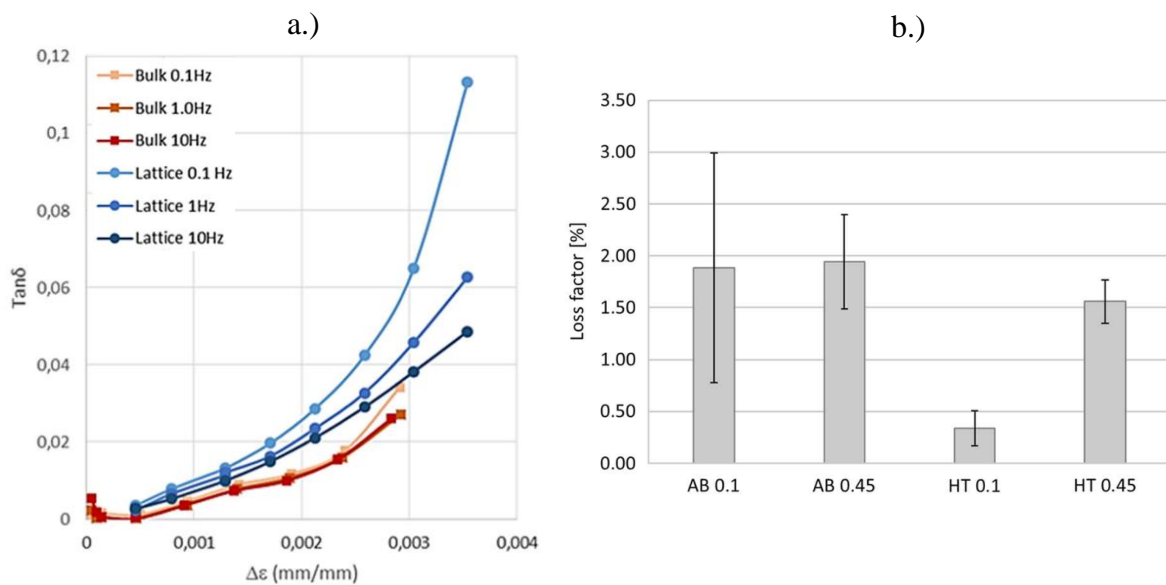 a.)
b.)
0,12
0,1
0,08
0,06
0,04
0,02
0
Tanδ
Bulk 0.1Hz
Bulk 1.0Hz
Bulk 10Hz
Lattice 0.1 Hz
Lattice 1Hz
Lattice 10Hz
0
0,001
0,002
0,003
0,004
Δε (mm/mm)
3.50
3.00
2.50
2.00
1.50
1.00
0.50
0.00
Loss factor [%]
AB 0.1
AB 0.45
HT 0.1
HT 0.45